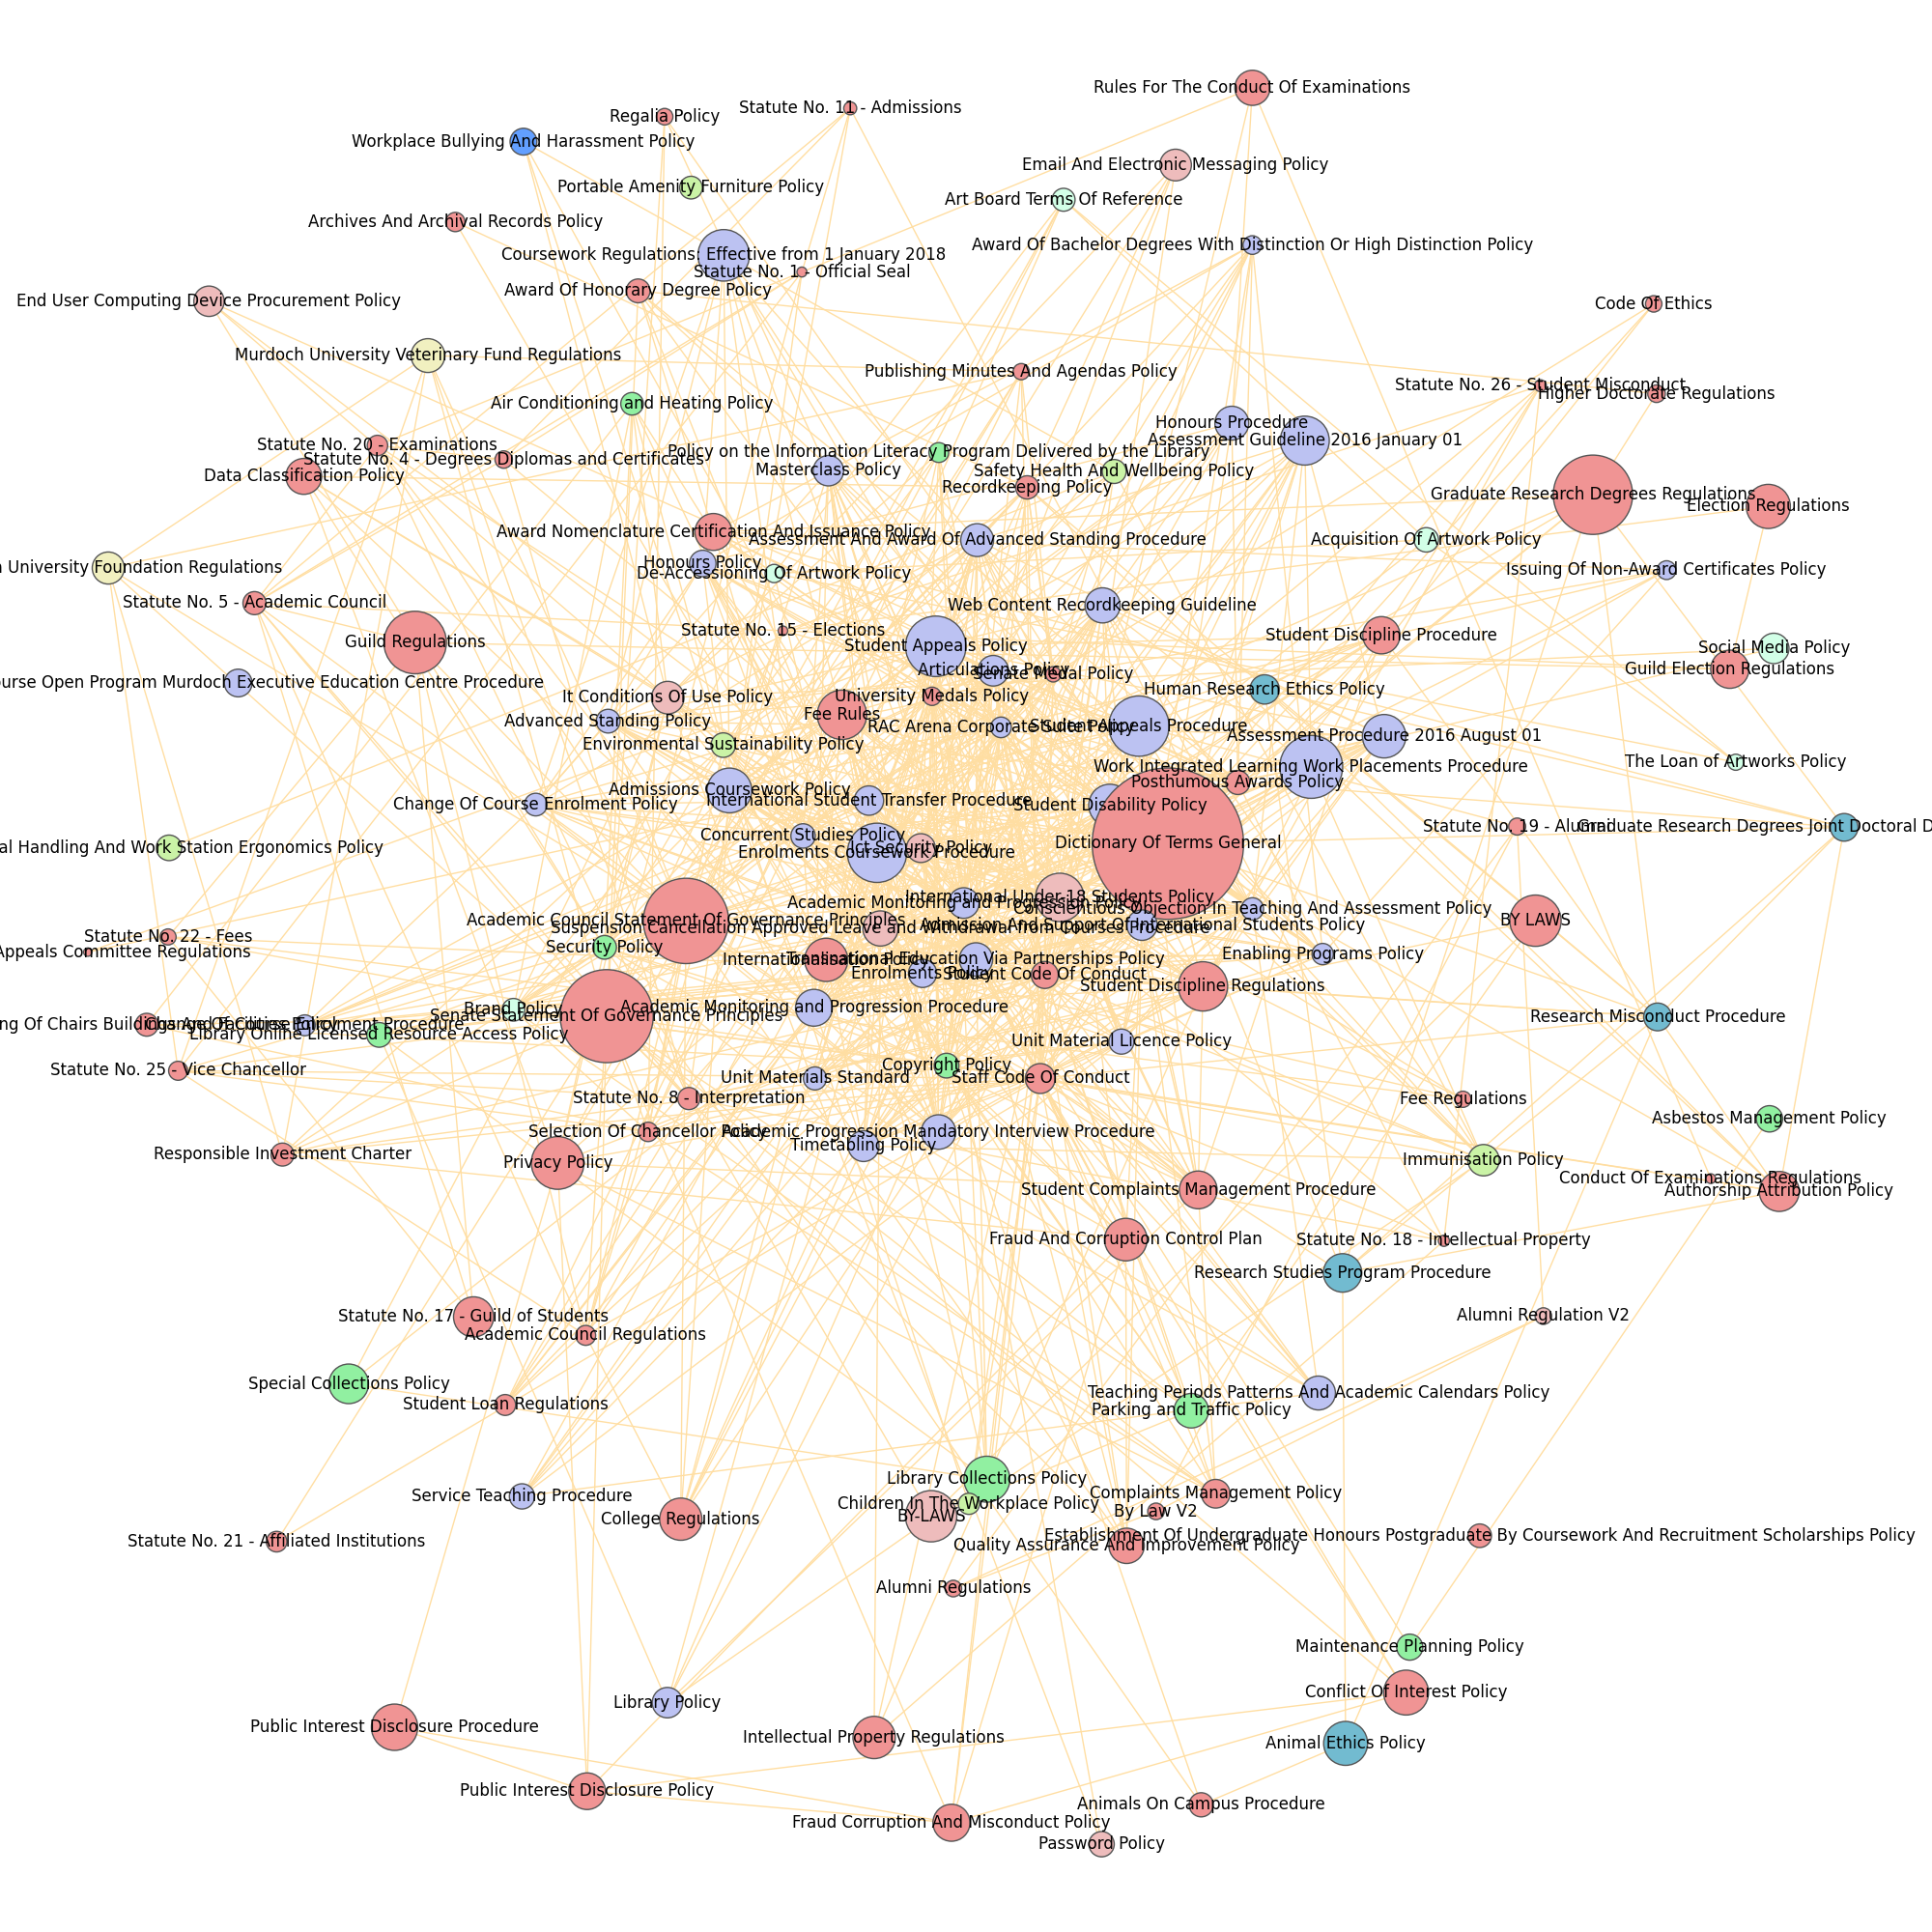 Rules For The Conduct Of Examinations
Statute No. 11 - Admissions
Regalia Policy
Workplace Bullying And Harassment Policy
Email And Electronic Messaging Policy
Portable Amenity Furniture Policy
Art Board Terms Of Reference
Archives And Archival Records Policy
Award Of Bachelor Degrees With Distinction Or High Distinction Policy
Coursework Regulations: Effective from 1 January 2018
Statute No. 1 - Official Seal
Award Of Honorary Degree Policy
End User Computing Device Procurement Policy
Code Of Ethics
Murdoch University Veterinary Fund Regulations
Publishing Minutes And Agendas Policy
Statute No. 26 - Student Misconduct
Higher Doctorate Regulations
Air Conditioning and Heating Policy
Honours Procedure
Assessment Guideline 2016 January 01
Statute No. 20 - Examinations
Policy on the Information Literacy Program Delivered by the Library
Statute No. 4 - Degrees Diplomas and Certificates
Masterclass Policy
Safety Health And Wellbeing Policy
Data Classification Policy
Recordkeeping Policy
Graduate Research Degrees Regulations
Election Regulations
Award Nomenclature Certification And Issuance Policy
Assessment And Award Of Advanced Standing Procedure
Acquisition Of Artwork Policy
Honours Policy
University Foundation Regulations
De-Accessioning Of Artwork Policy
Issuing Of Non-Award Certificates Policy
Statute No. 5 - Academic Council
Web Content Recordkeeping Guideline
Statute No. 15 - Elections
Student Discipline Procedure
Guild Regulations
Student Appeals Policy
Social Media Policy
Articulations Policy
Senate Medal Policy
Guild Election Regulations
Course Open Program Murdoch Executive Education Centre Procedure
Human Research Ethics Policy
It Conditions Of Use Policy
University Medals Policy
Fee Rules
Advanced Standing Policy
RAC Arena Corporate Suite Policy
Student Appeals Procedure
Assessment Procedure 2016 August 01
Environmental Sustainability Policy
The Loan of Artworks Policy
Work Integrated Learning Work Placements Procedure
Posthumous Awards Policy
Admissions Coursework Policy
International Student Transfer Procedure
Change Of Course Enrolment Policy
Student Disability Policy
Statute No. 19 - Alumni
Graduate Research Degrees Joint Doctoral D
Concurrent Studies Policy
Dictionary Of Terms General
al Handling And Work Station Ergonomics Policy
Ict Security Policy
Enrolments Coursework Procedure
International Under 18 Students Policy
Academic Monitoring and Progression Policy
Conscientious Objection In Teaching And Assessment Policy
Academic Council Statement Of Governance Principles
BY LAWS
Suspension Cancellation Approved Leave and Withdrawal from Courses Procedure
Admission And Support Of International Students Policy
Statute No. 22 - Fees
Security Policy
Appeals Committee Regulations
Enabling Programs Policy
Internationalisation Policy
Transnational Education Via Partnerships Policy
Enrolments Policy
Student Code Of Conduct
Student Discipline Regulations
Brand Policy
Academic Monitoring and Progression Procedure
Senate Statement Of Governance Principles
Research Misconduct Procedure
ng Of Chairs Buildings And Facilities Policy
Change Of Course Enrolment Procedure
Library Online Licensed Resource Access Policy
Unit Material Licence Policy
Copyright Policy
Statute No. 25 - Vice Chancellor
Unit Materials Standard
Staff Code Of Conduct
Statute No. 8 - Interpretation
Fee Regulations
Asbestos Management Policy
Selection Of Chancellor Policy
Academic Progression Mandatory Interview Procedure
Timetabling Policy
Responsible Investment Charter
Privacy Policy
Immunisation Policy
Conduct Of Examinations Regulations
Authorship Attribution Policy
Student Complaints Management Procedure
Fraud And Corruption Control Plan
Statute No. 18 - Intellectual Property
Research Studies Program Procedure
Statute No. 17 - Guild of Students
Alumni Regulation V2
Academic Council Regulations
Special Collections Policy
Teaching Periods Patterns And Academic Calendars Policy
Student Loan Regulations
Parking and Traffic Policy
Library Collections Policy
Service Teaching Procedure
Complaints Management Policy
Children In The Workplace Policy
By Law V2
BY-LAWS
College Regulations
Establishment Of Undergraduate Honours Postgraduate By Coursework And Recruitment Scholarships Policy
Statute No. 21 - Affiliated Institutions
Quality Assurance And Improvement Policy
Alumni Regulations
Maintenance Planning Policy
Conflict Of Interest Policy
Library Policy
Public Interest Disclosure Procedure
Intellectual Property Regulations
Animal Ethics Policy
Public Interest Disclosure Policy
Animals On Campus Procedure
Fraud Corruption And Misconduct Policy
Password Policy